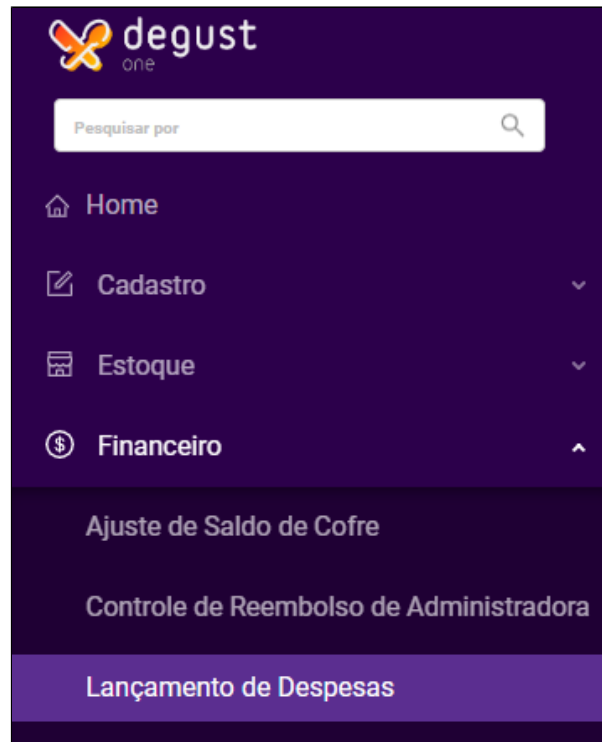 degust
one
Pesquisar por
Home
Cadastro
Estoque
Financeiro
Ajuste de Saldo de Cofre
Controle de Reembolso de Administradora
Lançamento de Despesas